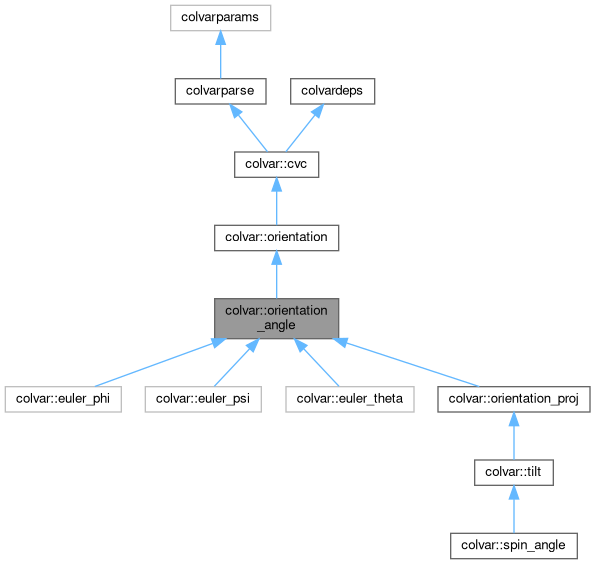 colvarparams
colvarparse
colvardeps
colvar::cvc
colvar::orientation
colvar::orientation
_angle
colvar::euler_phi
colvar::euler_psi
colvar::euler_theta
colvar::orientation_proj
colvar::tilt
colvar::spin_angle